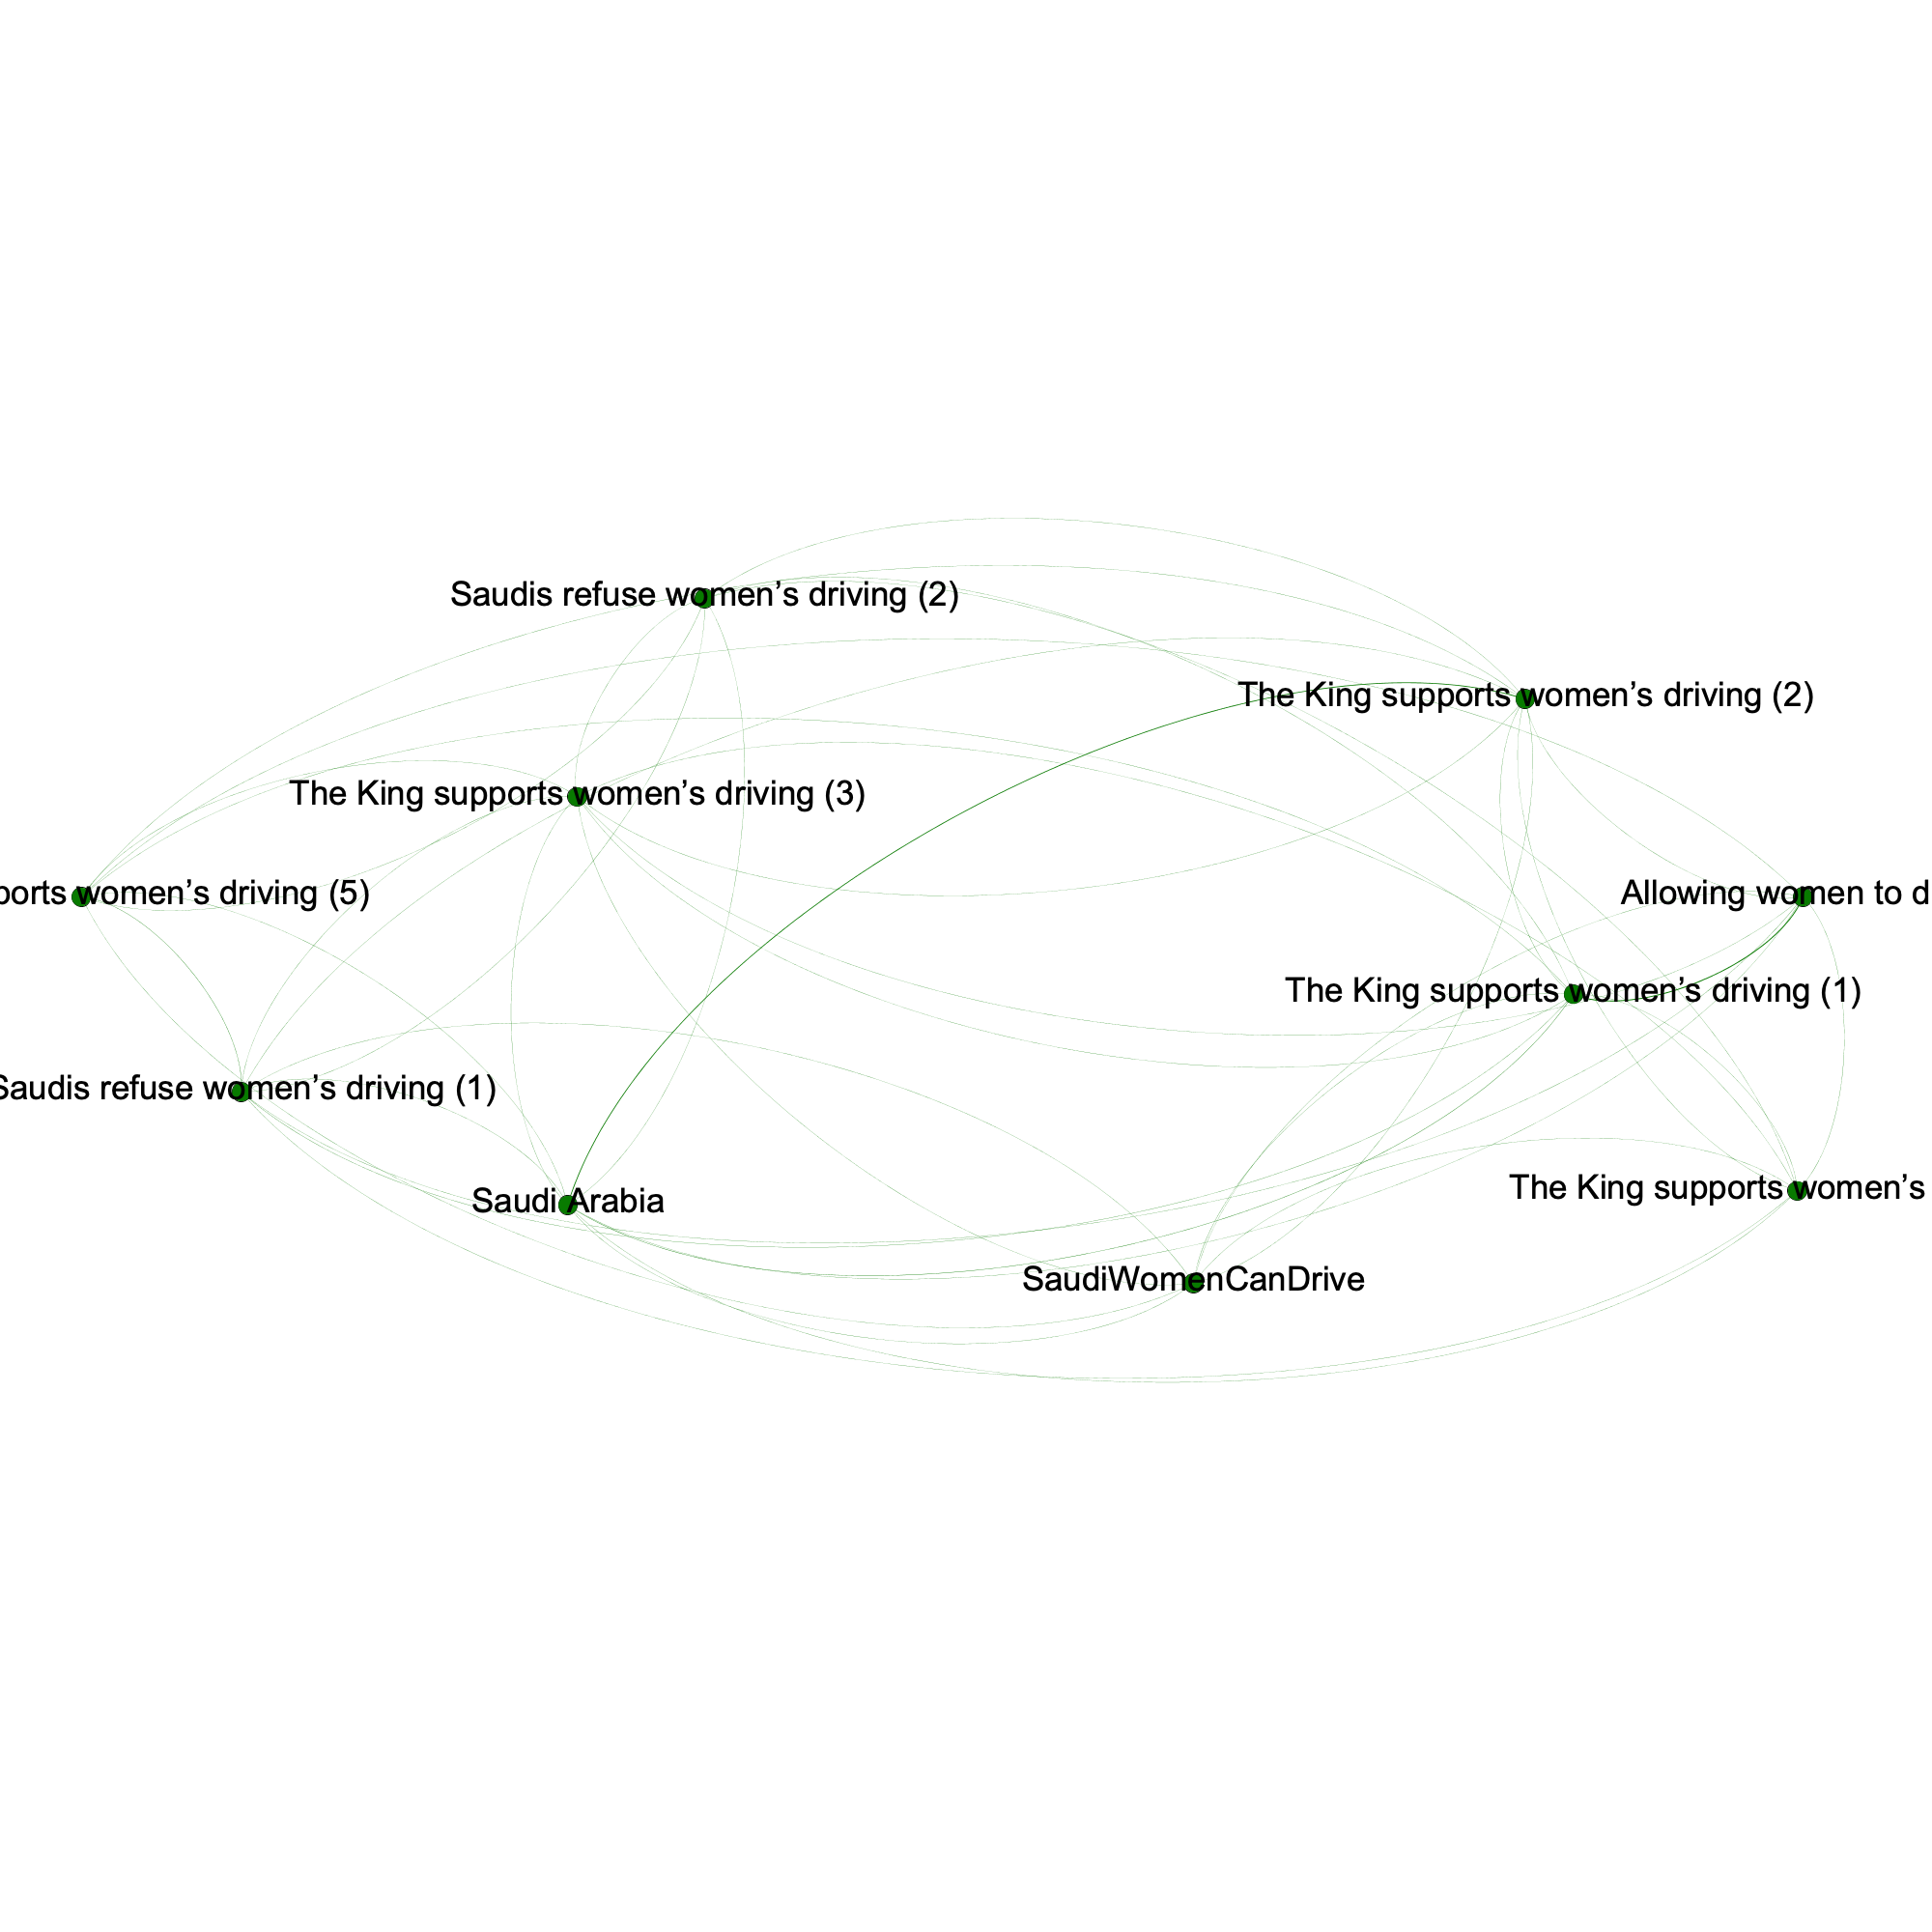 Saudis refuse women’s driving (2)
The King supports women’s driving (2)
The King supports women’s driving (3)
women’s driving (5)
Allowing women to
The King supports women’s driving (1)
Saudis refuse women’s driving (1)
The King supports women’s
Saudi Arabia
SaudiWomenCanDrive